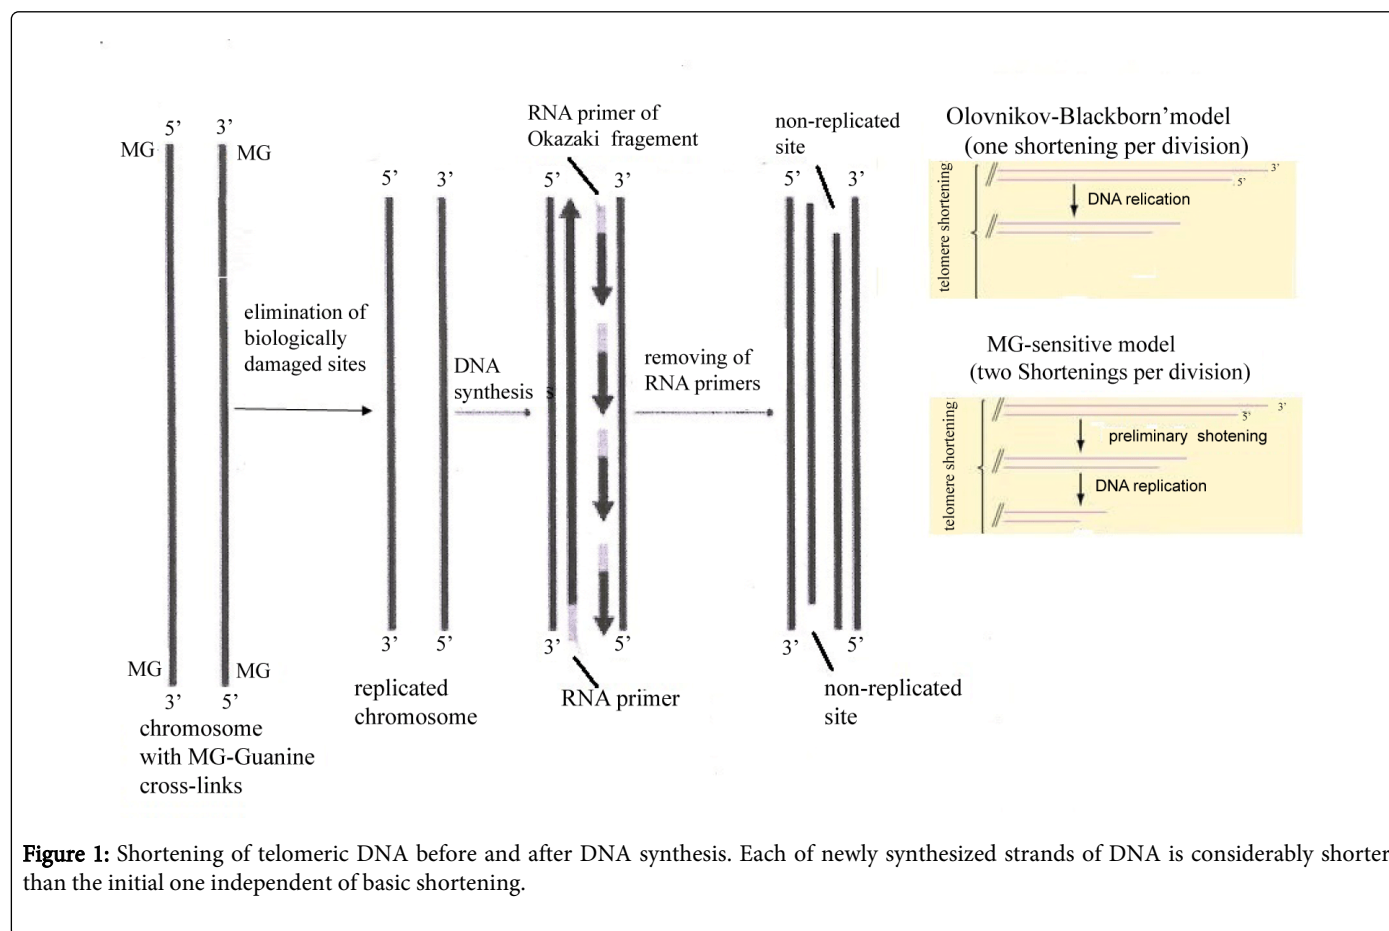 5’ 3’
MG MG
MG MG
3’ 5’
chromosome
with MG-Guanine
cross-links
elimination of
biologically
damaged sites
5’ 3’
3’ 5’
replicated
chromosome
DNA
synthesis s
RNA primer of
Okazaki fragement
5’ 3’
3’ 5’
RNA primer
removing of
RNA primers
non-replicated
site
5’ 3’
3’ 5’
non-replicated
site
Olovnikov-Blackborn’model
(one shortening per division)
telomere shortening
3’
5’
DNA relication
MG-sensitive model
(two Shortenings per division)
telomere shortening
3’
5’
preliminary shotening
DNA replication
Figure 1: Shortening of telomeric DNA before and after DNA synthesis. Each of newly synthesized strands of DNA is considerably shorter
than the initial one independent of basic shortening.